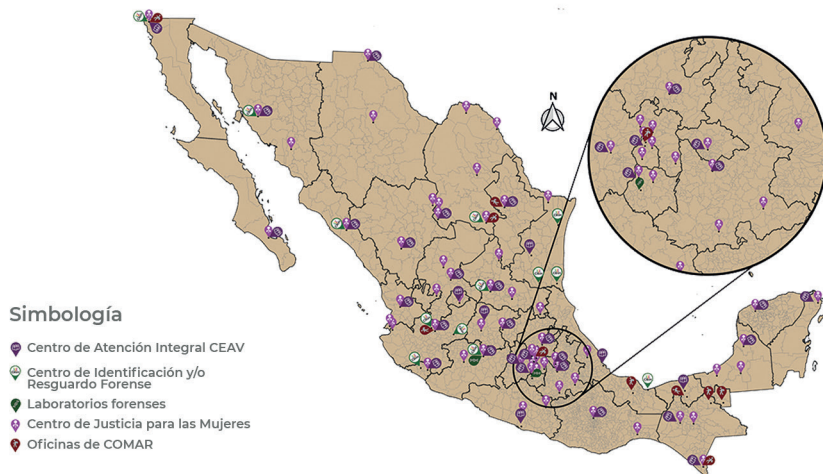 N
Simbología
Centro de Atención Integral CEAV
Centro de Identificación y/o
Resguardo Forense
Laboratorios forenses
Centro de Justicia para las Mujeres
Oficinas de COMAR